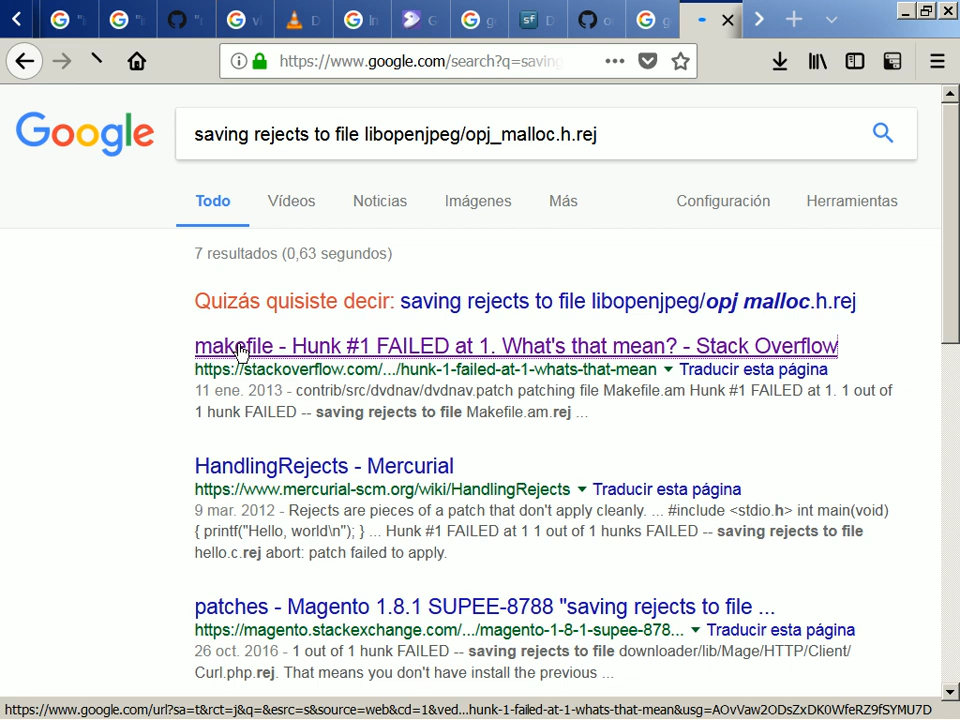 https://www.google.com/search?q=saving
Google
saving rejects to file libopenjpeg/opj_malloc.h.rej
Todo Vídeos Noticias Imágenes Más Configuración Herramientas
7 resultados (0,63 segundos)
Quizás quisiste decir: saving rejects to file libopenjpeg/opj malloc.h.rej
makefile - Hunk #1 FAILED at 1. What's that mean? - Stack Overflow
https://stackoverflow.com/.../hunk-1-failed-at-1-whats-that-mean Traducir esta página
11 ene. 2013 - contrib/src/dvdnav/dvdnav.patch patching file Makefile.am Hunk #1 FAILED at 1. 1 out of
1 hunk FAILED -- saving rejects to file Makefile.am.rej ...
HandlingRejects - Mercurial
https://www.mercurial-scm.org/wiki/HandlingRejects Traducir esta página
9 mar. 2012 - Rejects are pieces of a patch that don't apply cleanly. ... #include <stdio.h> int main(void)
{ printf("Hello, world\n"); } ... Hunk #1 FAILED at 1 1 out of 1 hunks FAILED -- saving rejects to file
hello.c.rej abort: patch failed to apply.
patches - Magento 1.8.1 SUPEE-8788 "saving rejects to file ...
https://magento.stackexchange.com/.../magento-1-8-1-supee-878... Traducir esta página
26 oct. 2016 - 1 out of 1 hunk FAILED -- saving rejects to file downloader/lib/Mage/HTTP/Client/
Curl.php.rej. That means you don't have install the previous ...
https://www.google.com/url?sa=t&rct=j&q=&esrc=s&source=web&cd=1&ved...hunk-1-failed-at-1-whats-that-mean&usg=AOvVaw2ODsZxDK0WfeRZ9fSYMU7D